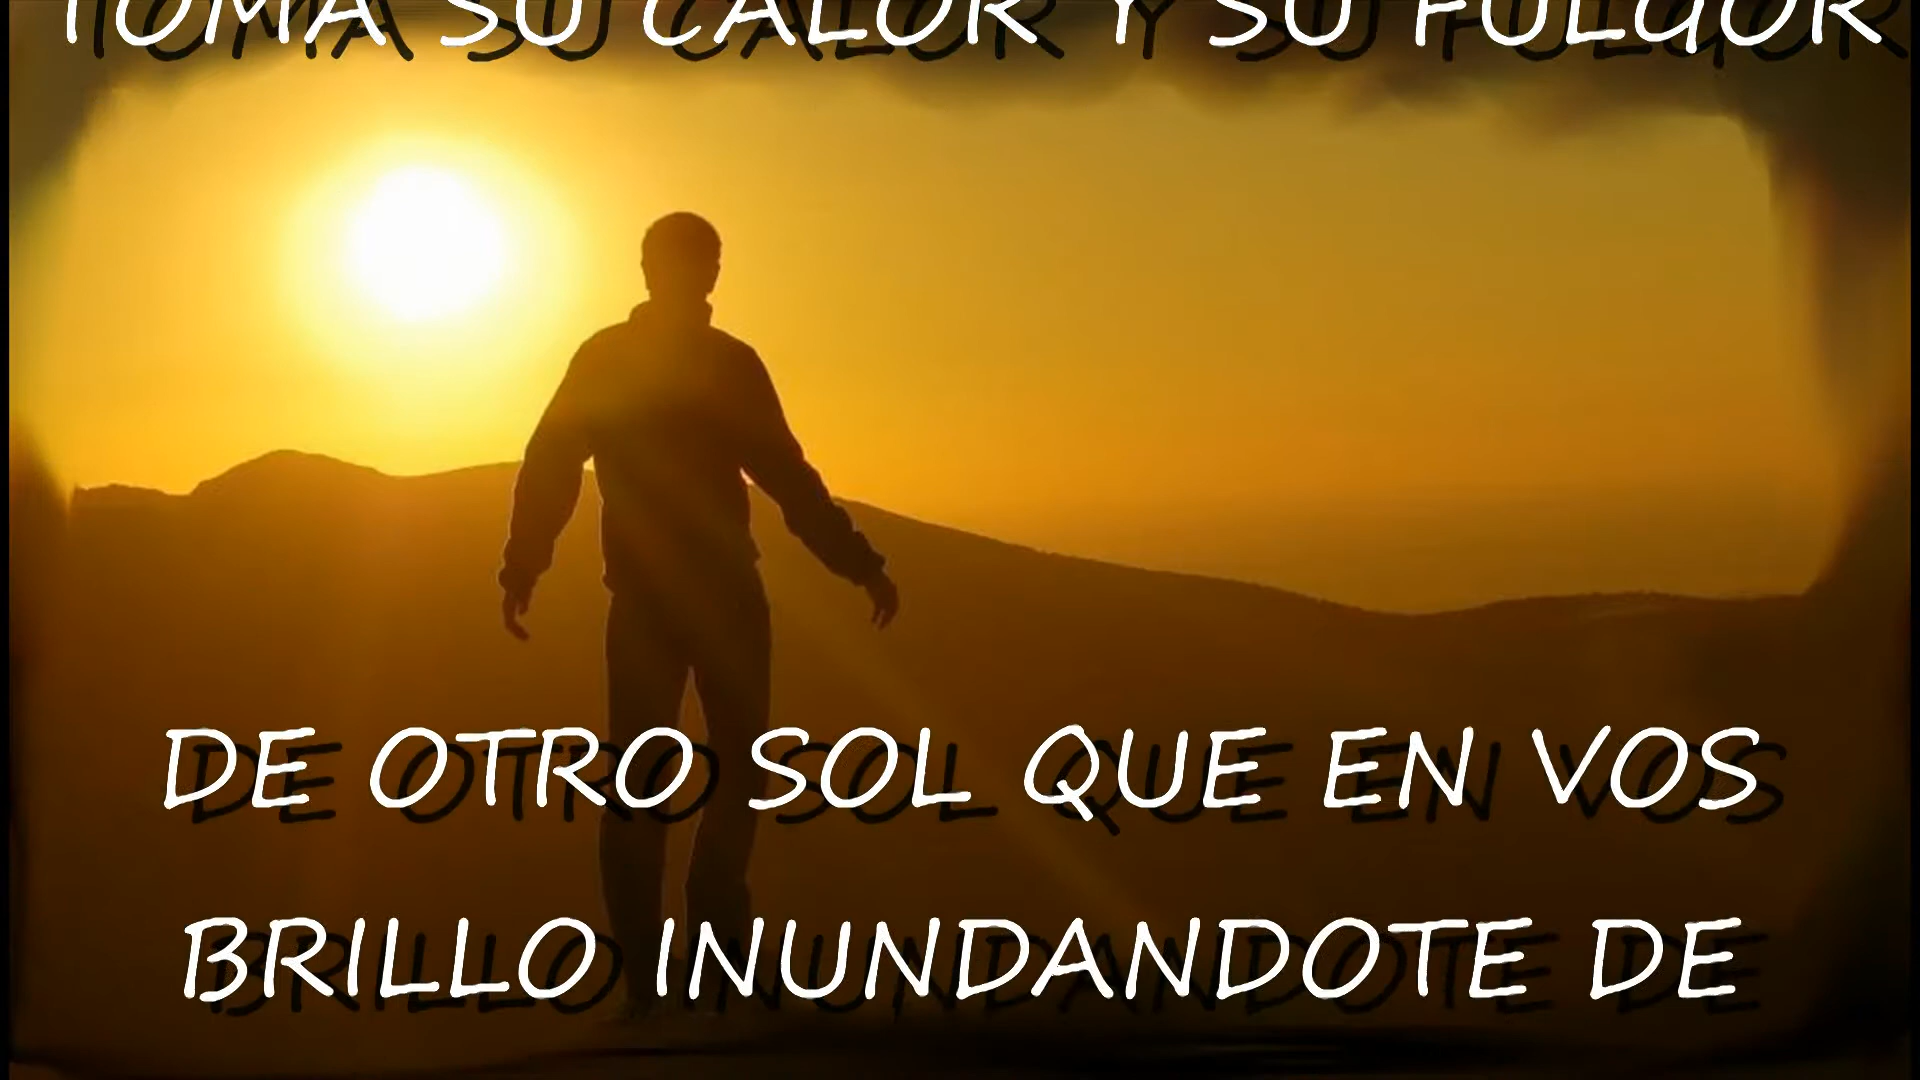 TOMA SU CALOR Y SU FULGOR
DE OTRO SOL QUE EN VOS
BRILLO INUNDANDOTE DE